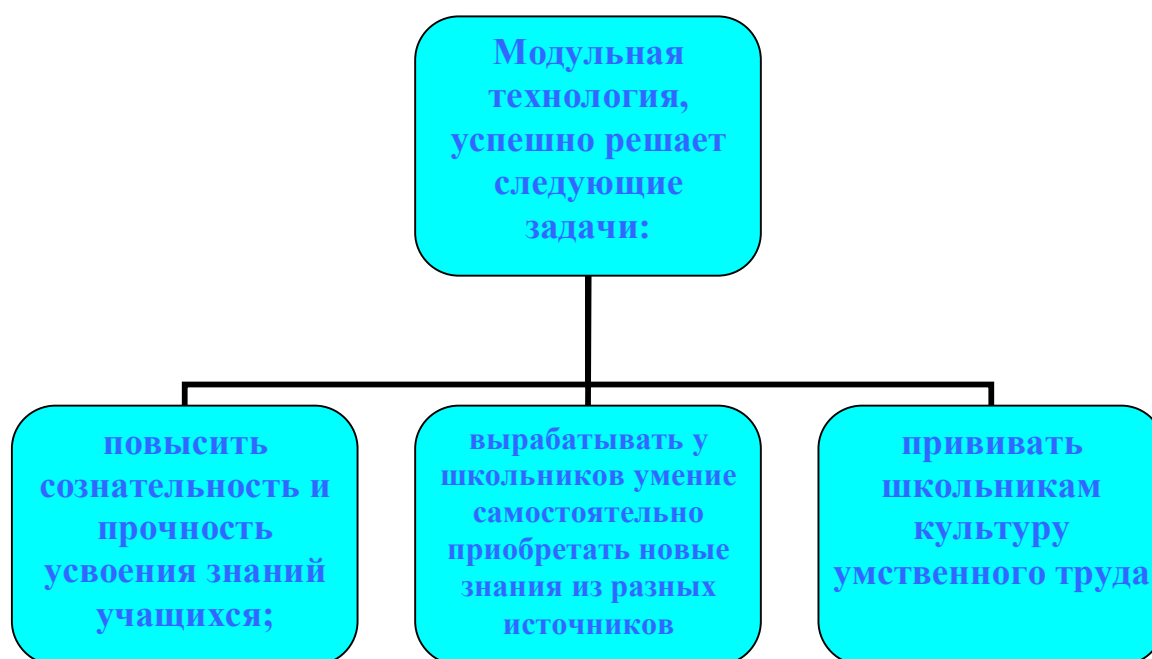 Модульная
технология,
успешно решает
следующие
задачи:
повысить
сознательность и
прочность
усвоения знаний
учащихся;
вырабатывать у
школьников умение
самостоятельно
приобретать новые
знания из разных
источников
прививать
школьникам
культуру
умственного труда